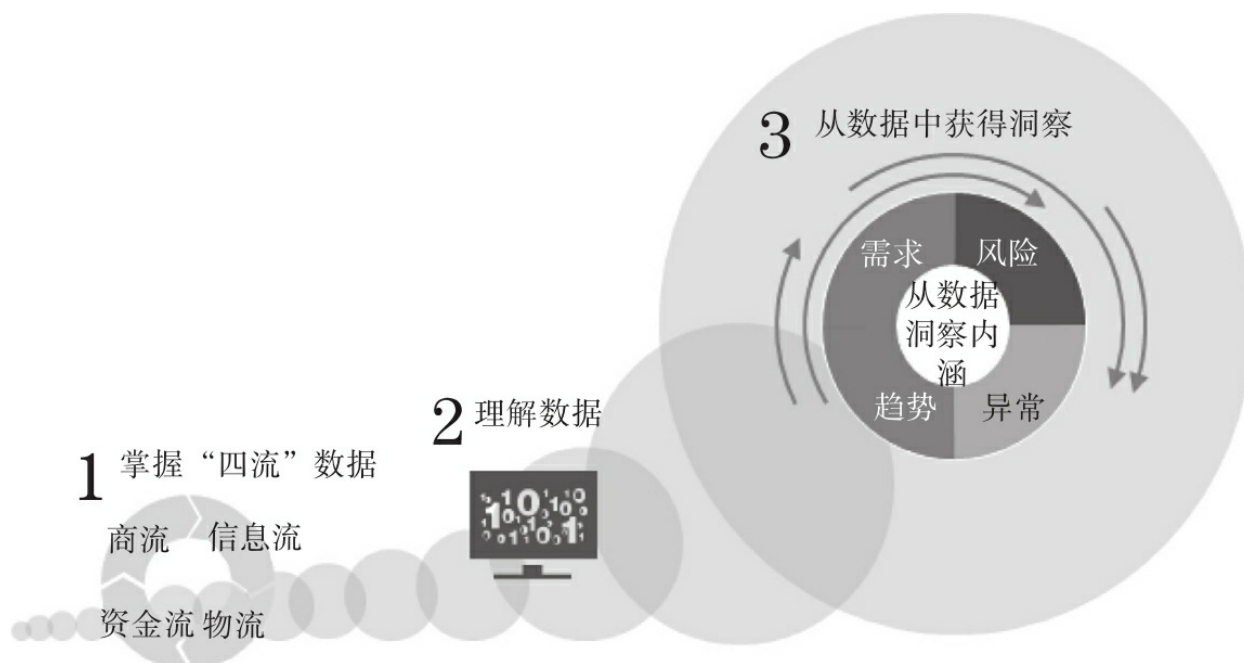 3 从数据中获得洞察
需求 风险
从数据
洞察内
涵
趋势 异常
2 理解数据
1 掌握“四流”数据
商流 信息流
资金流 物流